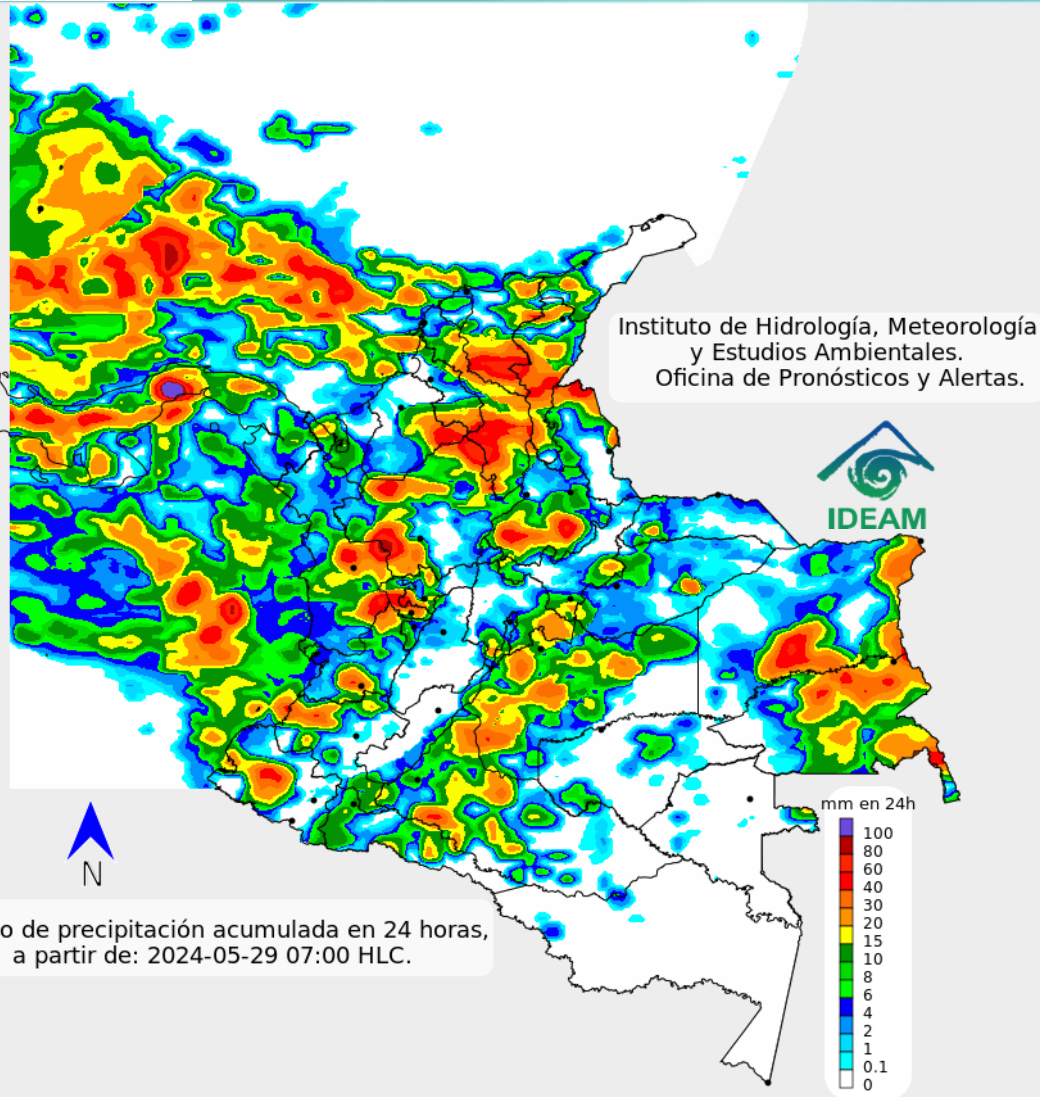 Instituto de Hidrología, Meteorología
y Estudios Ambientales.
Oficina de Pronósticos y Alertas.
IDEAM
mm en 24h
100
80
60
40
30
20
15
10
8
6
4
2
1
0.1
0
N
o de precipitación acumulada en 24 horas,
a partir de: 2024-05-29 07:00 HLC.